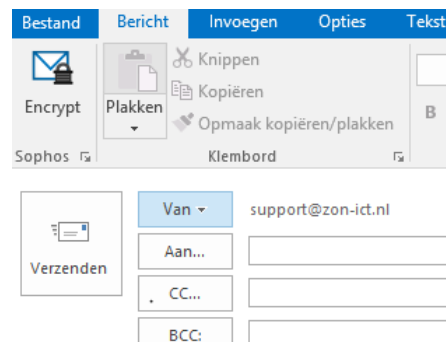 Bestand Bericht Invoegen Opties Tekst
Knippen
Kopiëren
Opmaak kopiëren/plakken
Encrypt Plakken B
Sophos Klembord
Van support@zon-ict.nl
Aan...
Verzenden
CC...
BCC: